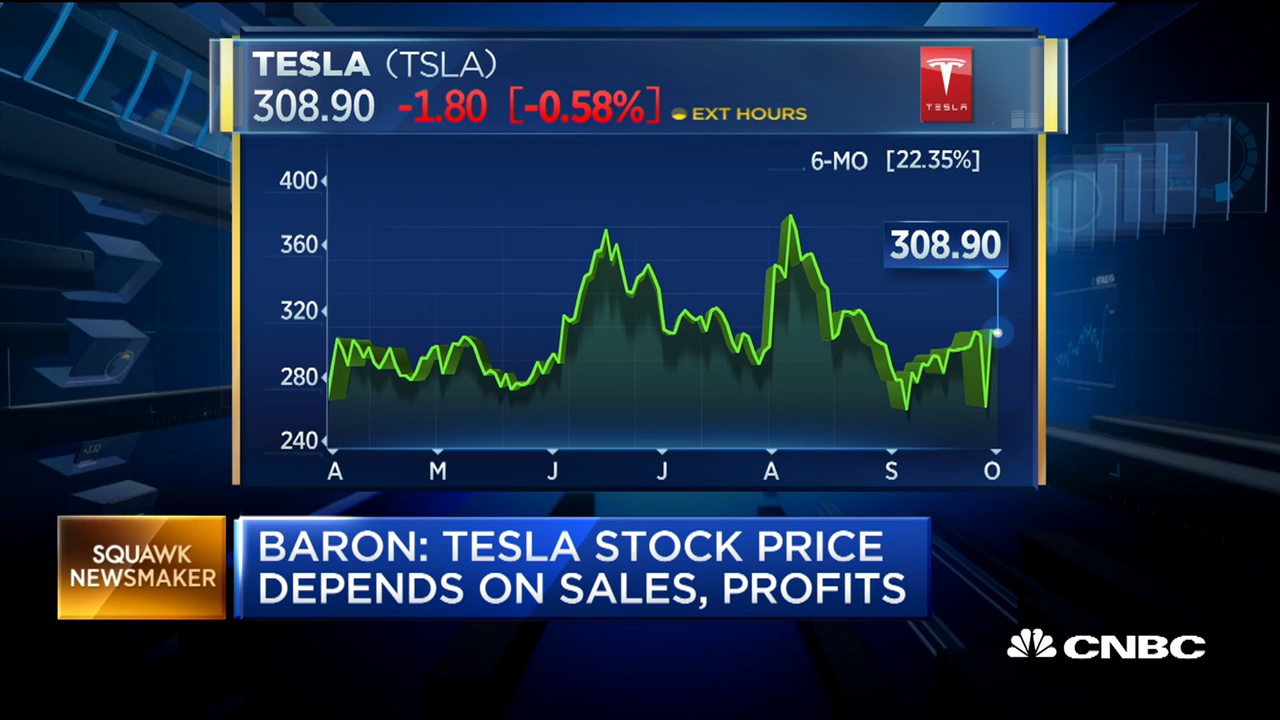 TESLA (TSLA)
308.90 -1.80 [-0.58%] EXT HOURS
TESLA
6-MO [22.35%]
400
360
320
280
240
308.90
A M J J A S O
SQUAWK
NEWSMAKER
BARON: TESLA STOCK PRICE
DEPENDS ON SALES, PROFITS
CNBC